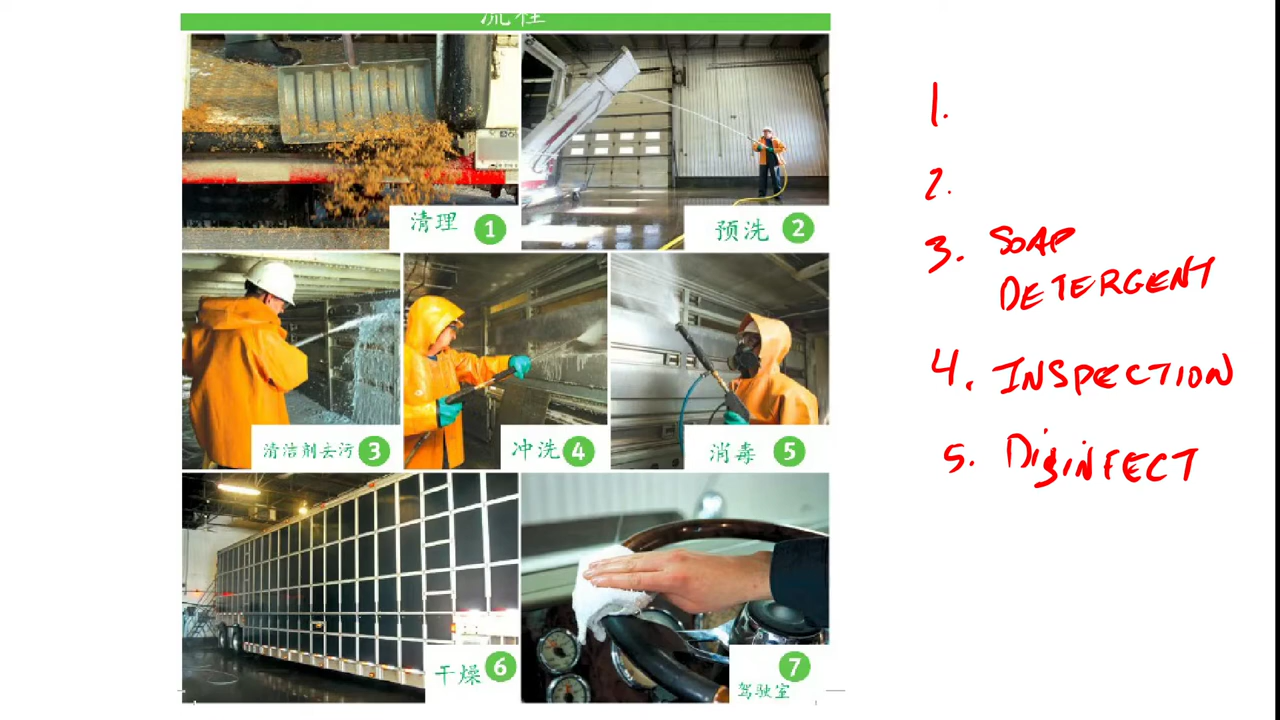 流程
清理 1
预洗 2
清洁剂去污 3
冲洗 4
消毒 5
干燥 6
7
驾驶室
1.
2.
3. SOAP
DETERGENT
4. INSPECTION
5. DISINFECT